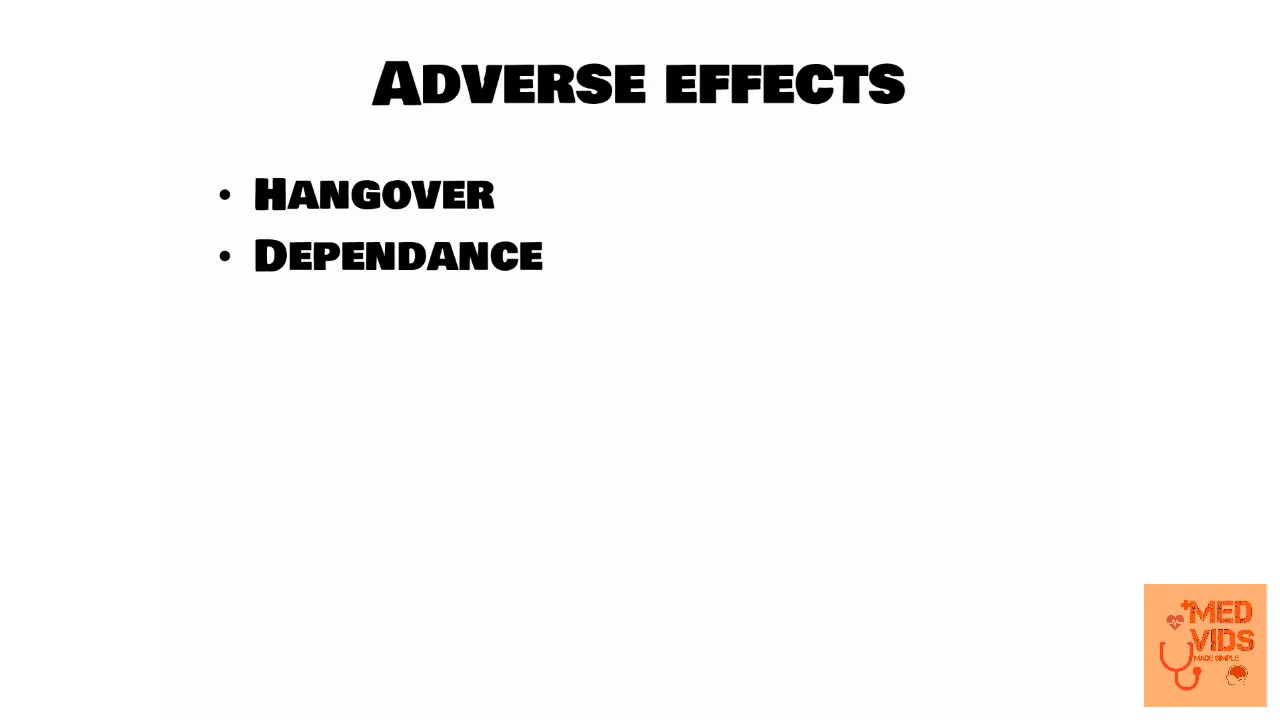 Adverse effects
• Hangover
• Dependance
MED
VIDS
MADE SIMPLE